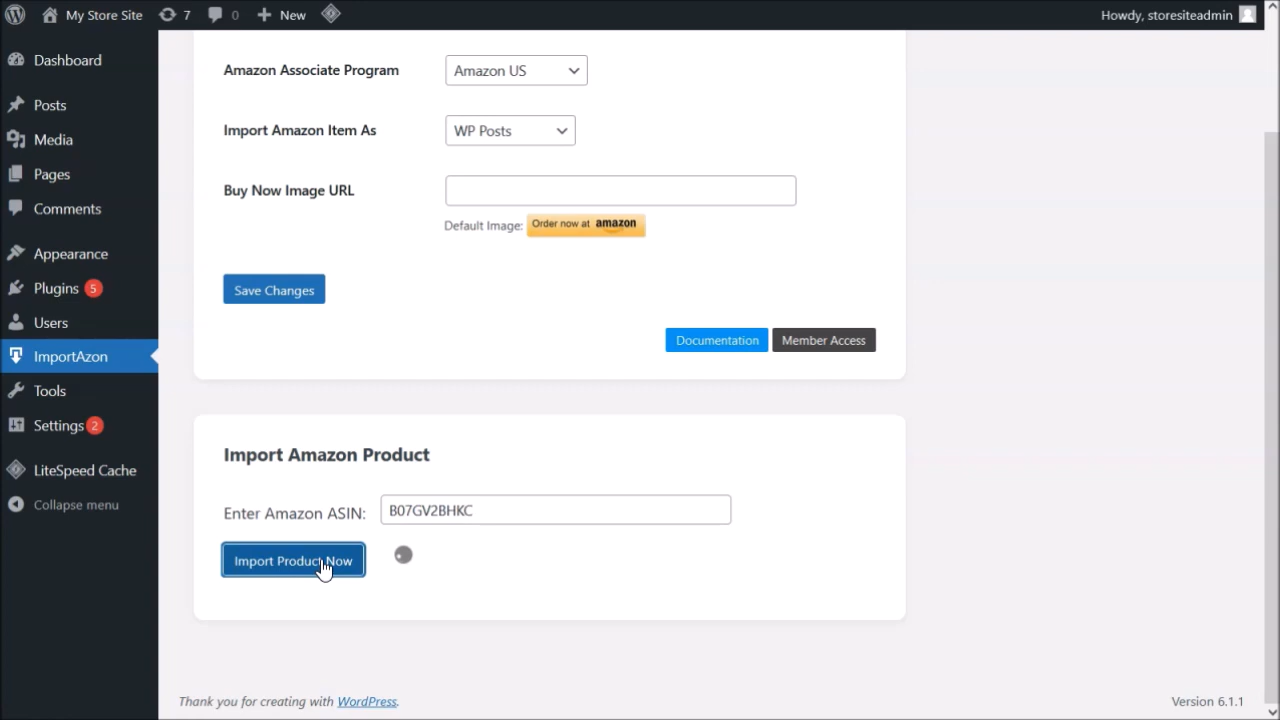 My Store Site
7
0
New
Howdy, storesiteadmin
Dashboard
Posts
Media
Pages
Comments
Appearance
Plugins 5
Users
ImportAzon
Tools
Settings 2
LiteSpeed Cache
Collapse menu
Amazon Associate Program
Amazon US
Import Amazon Item As
WP Posts
Buy Now Image URL
Default Image: Order now at amazon
Save Changes
Documentation
Member Access
Import Amazon Product
Enter Amazon ASIN: B07GV2BHKC
Import Product Now
Thank you for creating with WordPress.
Version 6.1.1